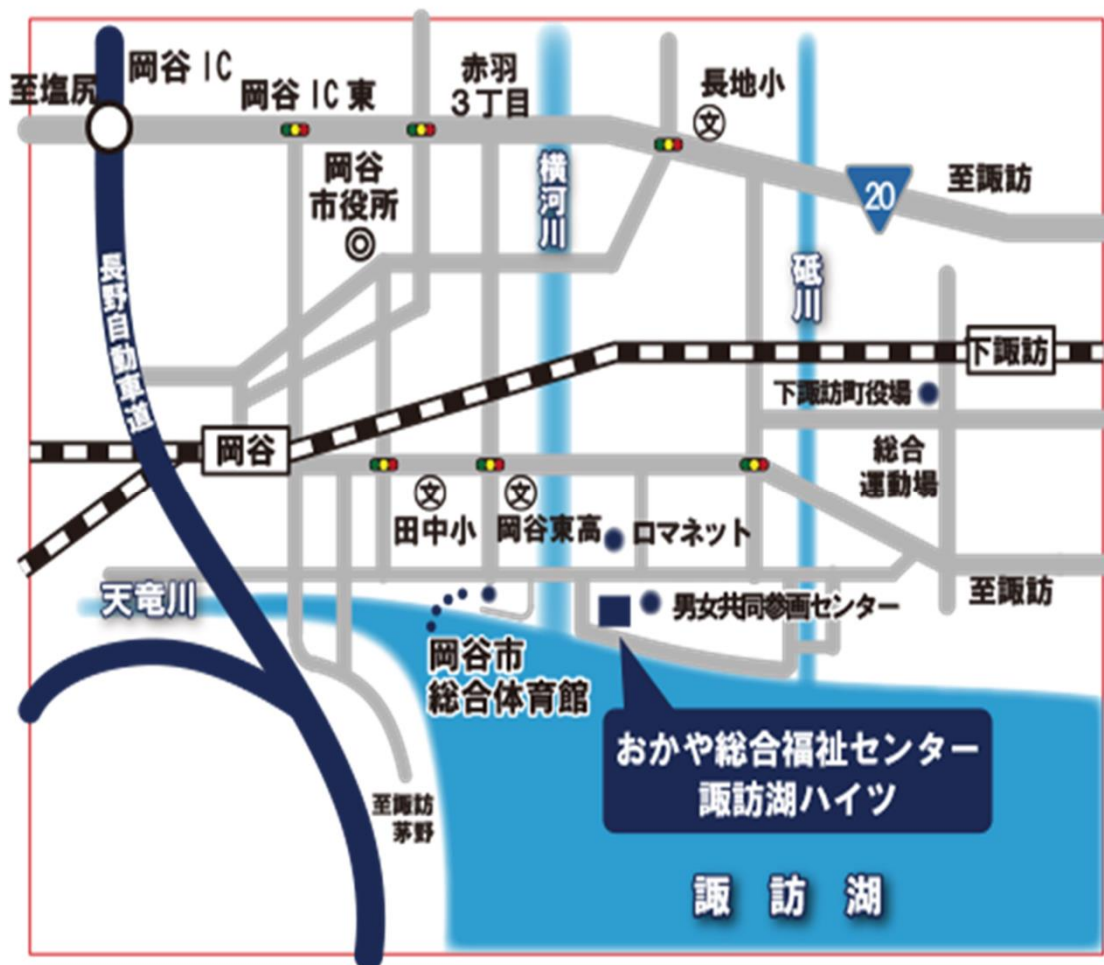 岡谷 IC
至塩尻
岡谷 IC 東
赤羽
3丁目
長地小
文
岡谷
市役所
横河川
20
至諏訪
長野自動車道
砥川
下諏訪
下諏訪町役場
岡谷
総合
運動場
文
文
田中小
岡谷東高
ロマネット
天竜川
至諏訪
男女共同参画センター
岡谷市
総合体育館
おかや総合福祉センター
諏訪湖ハイツ
至諏訪
茅野
諏訪湖